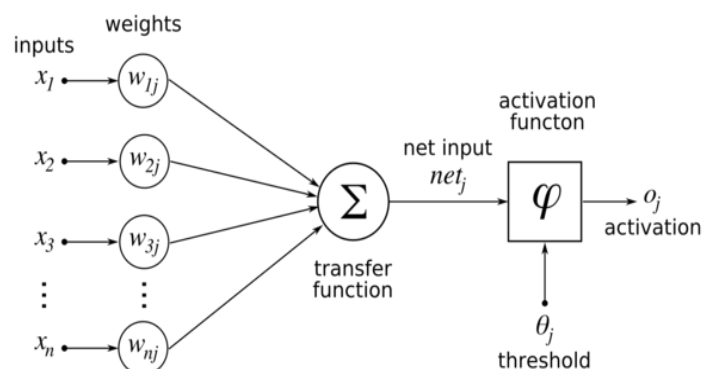 weights
inputs
x1
w1j
activation
functon
x2
w2j
net input
netj
x3
w3j
Σ
φ
oj
activation
transfer
function
⋮
⋮
xn
wnj
θj
threshold